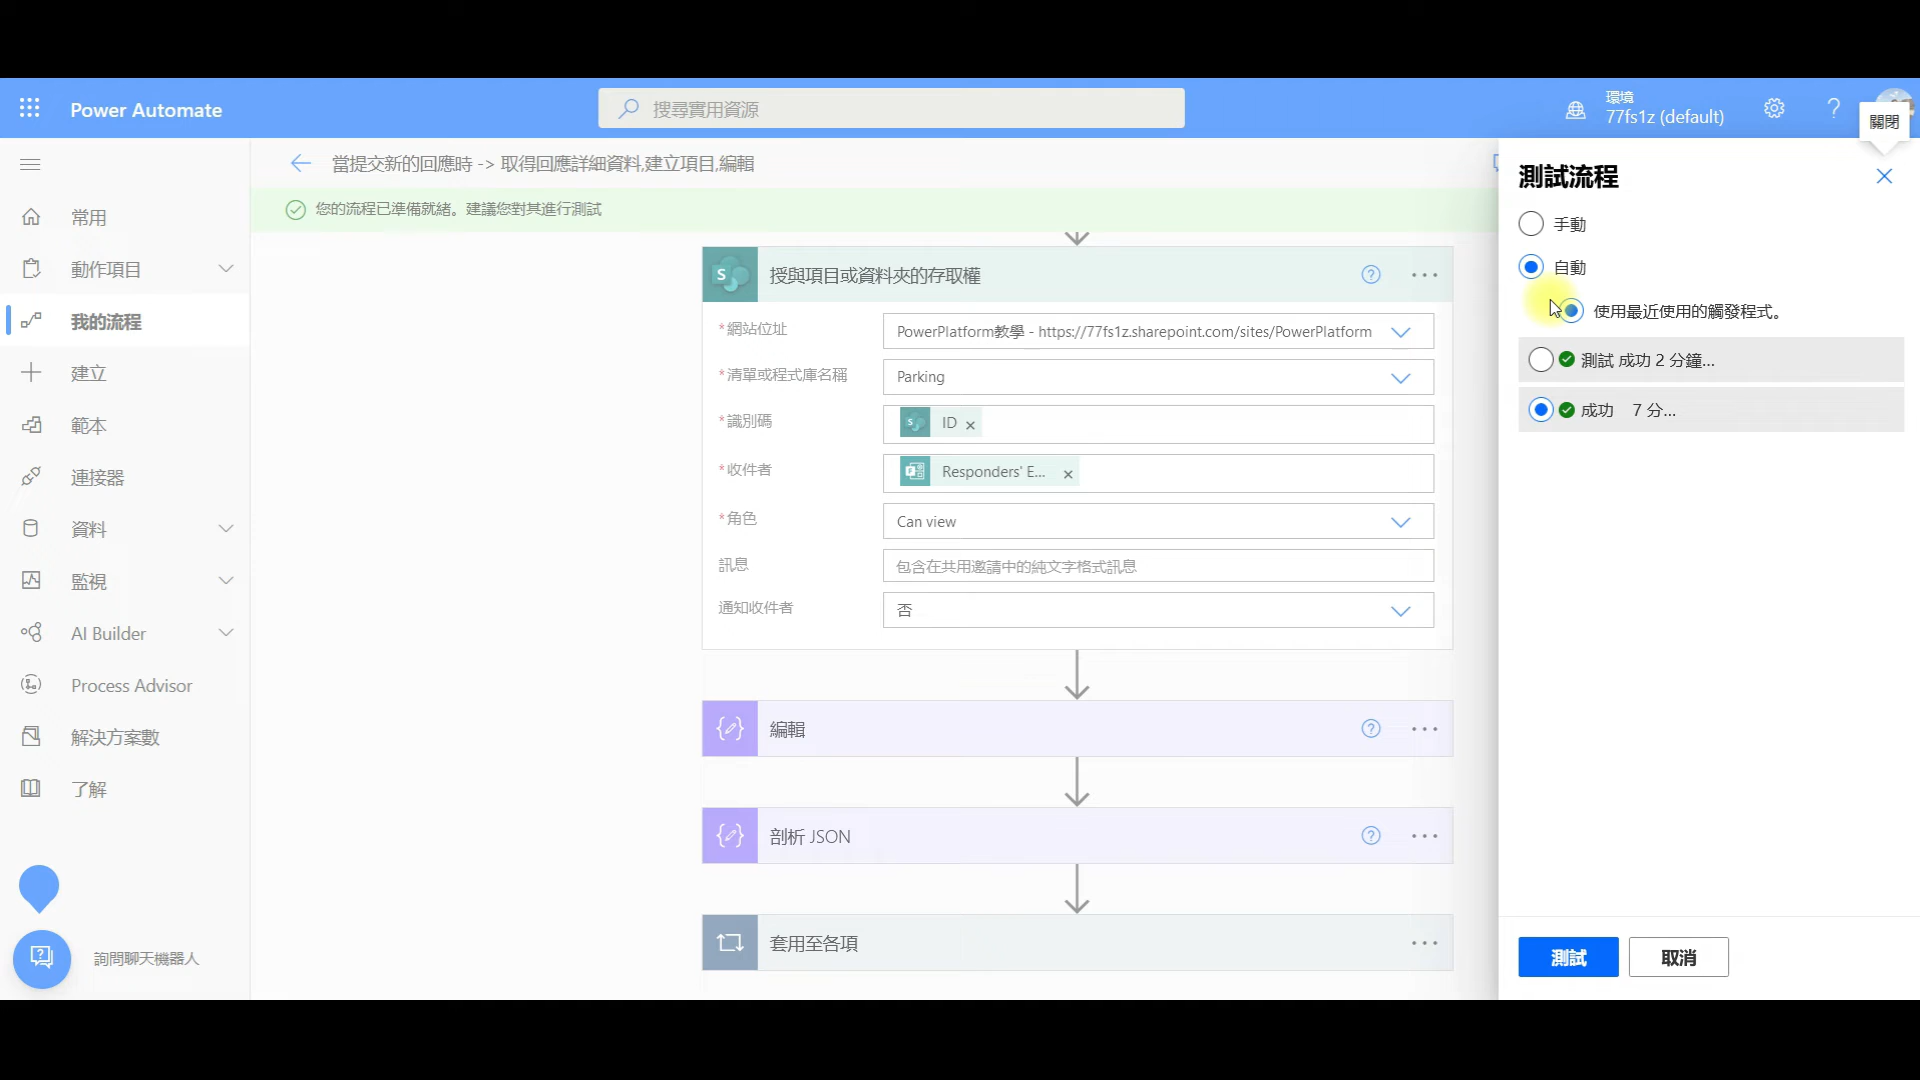 Power Automate
搜尋實用資源
環境
77fs1z (default)
?
關閉
當提交新的回應時 -> 取得回應詳細資料,建立項目,編輯
您的流程已準備就緒。建議您對其進行測試
常用
動作項目
我的流程
建立
範本
連接器
資料
監視
AI Builder
Process Advisor
解決方案數
了解
詢問聊天機器人
授與項目或資料夾的存取權
*網站位址
PowerPlatform教學 - https://77fs1z.sharepoint.com/sites/PowerPlatform
*清單或程式庫名稱
Parking
*識別碼
ID
*收件者
Responders' E...
*角色
Can view
訊息
包含在共用邀請中的純文字格式訊息
通知收件者
否
編輯
剖析 JSON
套用至各項
測試流程
手動
自動
使用最近使用的觸發程式。
測試 成功 2 分鐘...
成功 7 分...
測試
取消